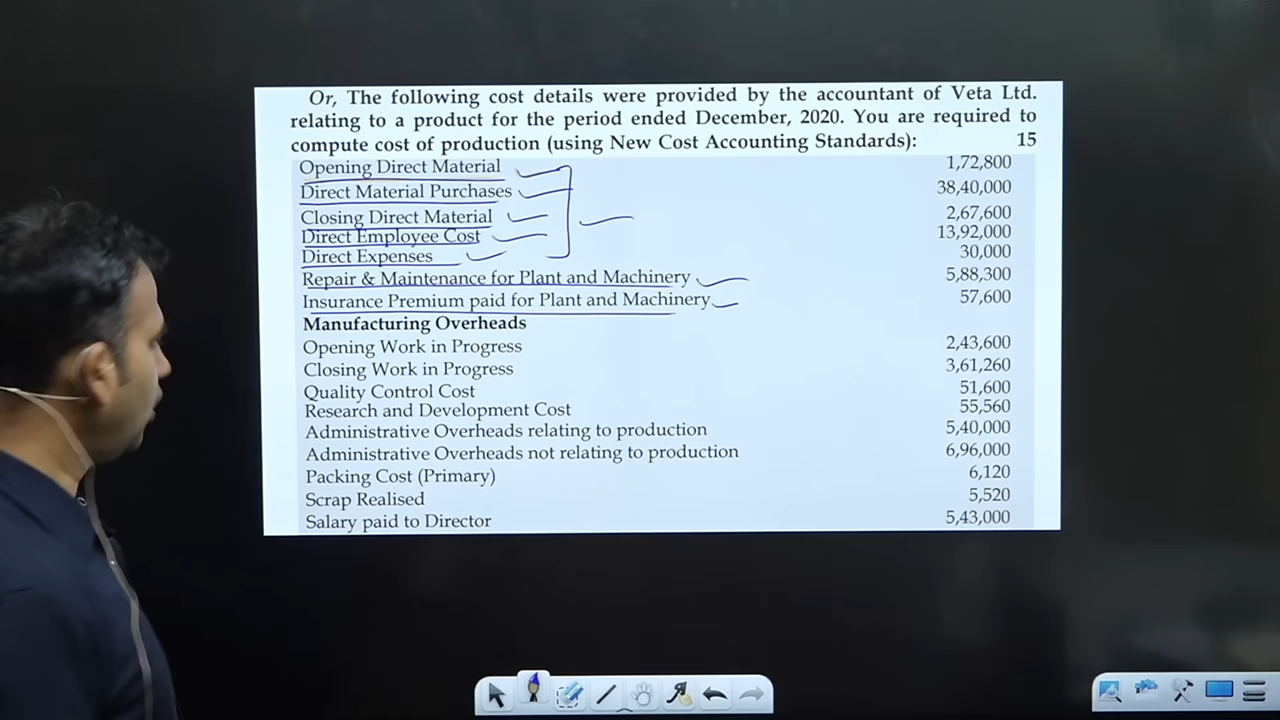 Or, The following cost details were provided by the accountant of Veta Ltd.
relating to a product for the period ended December, 2020. You are required to
compute cost of production (using New Cost Accounting Standards): 15
Opening Direct Material 1,72,800
Direct Material Purchases 38,40,000
Closing Direct Material 2,67,600
Direct Employee Cost 13,92,000
Direct Expenses 30,000
Repair & Maintenance for Plant and Machinery 5,88,300
Insurance Premium paid for Plant and Machinery 57,600
Manufacturing Overheads
Opening Work in Progress 2,43,600
Closing Work in Progress 3,61,260
Quality Control Cost 51,600
Research and Development Cost 55,560
Administrative Overheads relating to production 5,40,000
Administrative Overheads not relating to production 6,96,000
Packing Cost (Primary) 6,120
Scrap Realised 5,520
Salary paid to Director 5,43,000